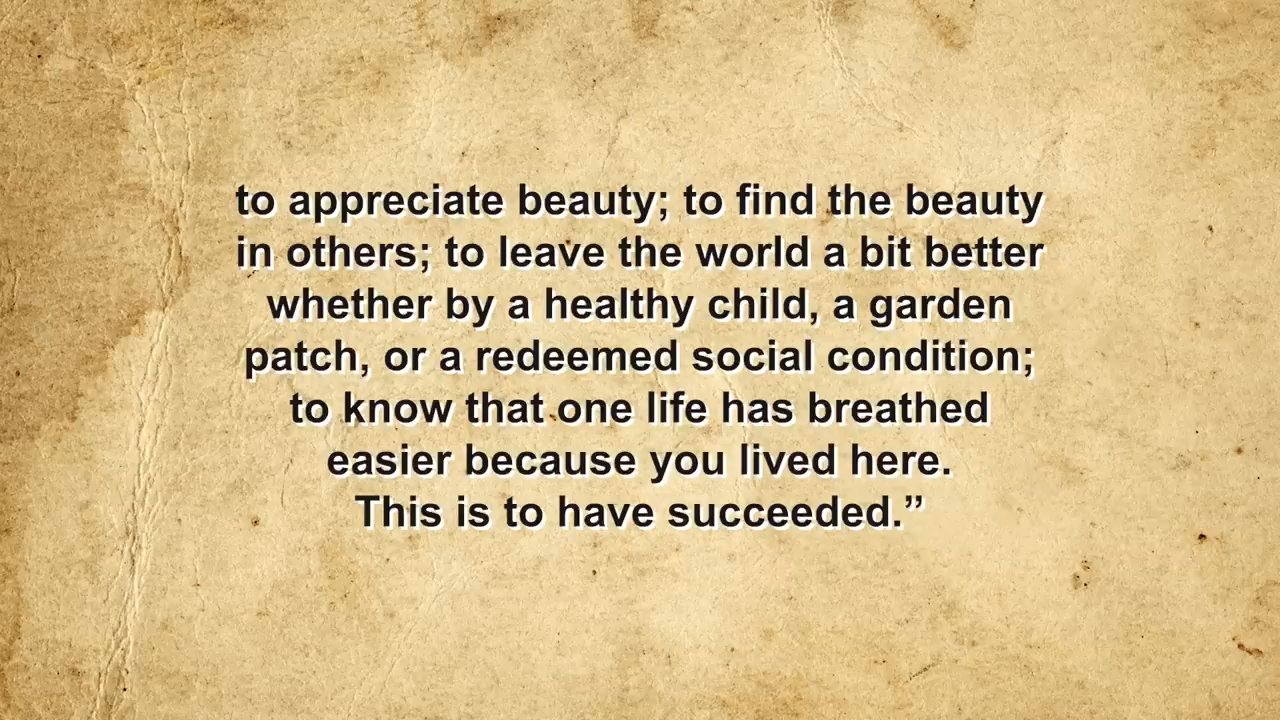 to appreciate beauty; to find the beauty
in others; to leave the world a bit better
whether by a healthy child, a garden
patch, or a redeemed social condition;
to know that one life has breathed
easier because you lived here.
This is to have succeeded.”